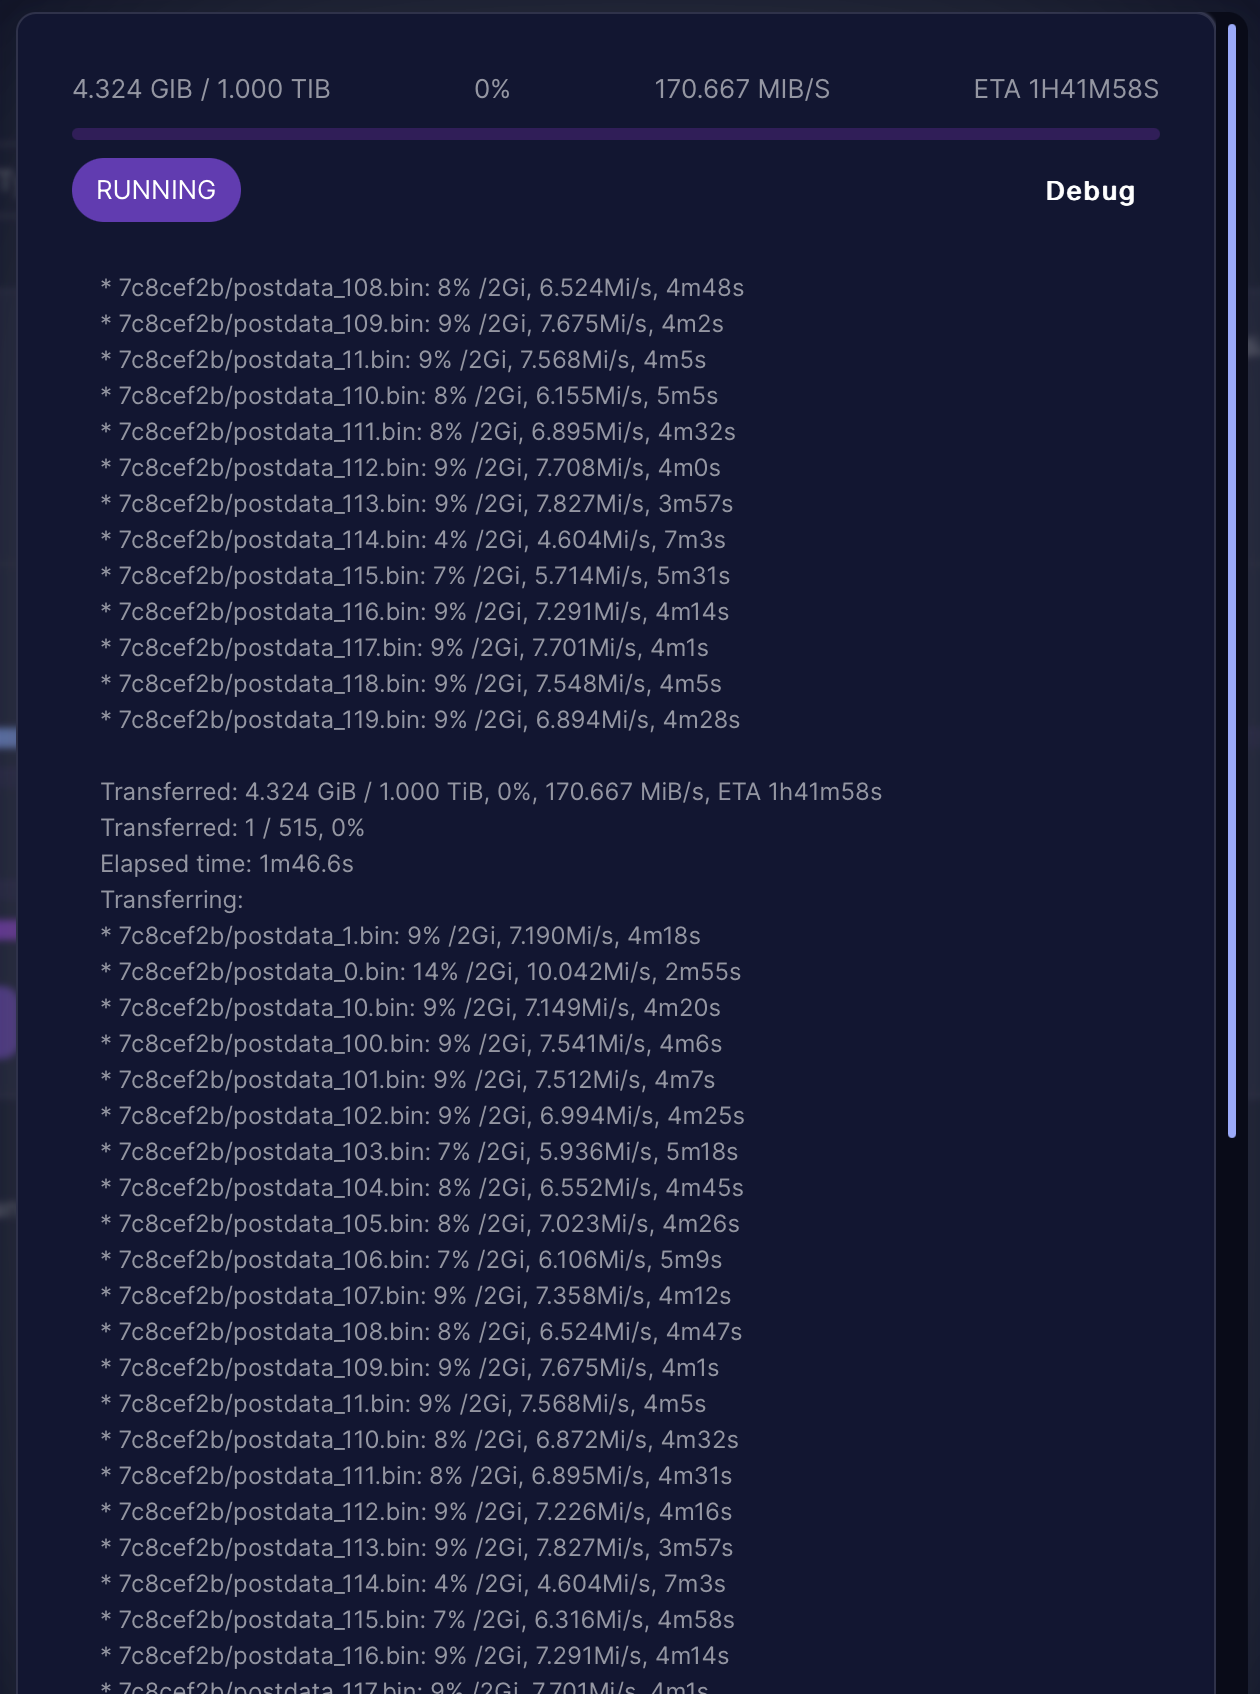 4.324 GIB / 1.000 TIB 0% 170.667 MIB/S ETA 1H41M58S
RUNNING Debug
* 7c8cef2b/postdata_108.bin: 8% /2Gi, 6.524Mi/s, 4m48s
* 7c8cef2b/postdata_109.bin: 9% /2Gi, 7.675Mi/s, 4m2s
* 7c8cef2b/postdata_11.bin: 9% /2Gi, 7.568Mi/s, 4m5s
* 7c8cef2b/postdata_110.bin: 8% /2Gi, 6.155Mi/s, 5m5s
* 7c8cef2b/postdata_111.bin: 8% /2Gi, 6.895Mi/s, 4m32s
* 7c8cef2b/postdata_112.bin: 9% /2Gi, 7.708Mi/s, 4m0s
* 7c8cef2b/postdata_113.bin: 9% /2Gi, 7.827Mi/s, 3m57s
* 7c8cef2b/postdata_114.bin: 4% /2Gi, 4.604Mi/s, 7m3s
* 7c8cef2b/postdata_115.bin: 7% /2Gi, 5.714Mi/s, 5m31s
* 7c8cef2b/postdata_116.bin: 9% /2Gi, 7.291Mi/s, 4m14s
* 7c8cef2b/postdata_117.bin: 9% /2Gi, 7.701Mi/s, 4m1s
* 7c8cef2b/postdata_118.bin: 9% /2Gi, 7.548Mi/s, 4m5s
* 7c8cef2b/postdata_119.bin: 9% /2Gi, 6.894Mi/s, 4m28s
Transferred: 4.324 GiB / 1.000 TiB, 0%, 170.667 MiB/s, ETA 1h41m58s
Transferred: 1 / 515, 0%
Elapsed time: 1m46.6s
Transferring:
* 7c8cef2b/postdata_1.bin: 9% /2Gi, 7.190Mi/s, 4m18s
* 7c8cef2b/postdata_0.bin: 14% /2Gi, 10.042Mi/s, 2m55s
* 7c8cef2b/postdata_10.bin: 9% /2Gi, 7.149Mi/s, 4m20s
* 7c8cef2b/postdata_100.bin: 9% /2Gi, 7.541Mi/s, 4m6s
* 7c8cef2b/postdata_101.bin: 9% /2Gi, 7.512Mi/s, 4m7s
* 7c8cef2b/postdata_102.bin: 9% /2Gi, 6.994Mi/s, 4m25s
* 7c8cef2b/postdata_103.bin: 7% /2Gi, 5.936Mi/s, 5m18s
* 7c8cef2b/postdata_104.bin: 8% /2Gi, 6.552Mi/s, 4m45s
* 7c8cef2b/postdata_105.bin: 8% /2Gi, 7.023Mi/s, 4m26s
* 7c8cef2b/postdata_106.bin: 7% /2Gi, 6.106Mi/s, 5m9s
* 7c8cef2b/postdata_107.bin: 9% /2Gi, 7.358Mi/s, 4m12s
* 7c8cef2b/postdata_108.bin: 8% /2Gi, 6.524Mi/s, 4m47s
* 7c8cef2b/postdata_109.bin: 9% /2Gi, 7.675Mi/s, 4m1s
* 7c8cef2b/postdata_11.bin: 9% /2Gi, 7.568Mi/s, 4m5s
* 7c8cef2b/postdata_110.bin: 8% /2Gi, 6.872Mi/s, 4m32s
* 7c8cef2b/postdata_111.bin: 8% /2Gi, 6.895Mi/s, 4m31s
* 7c8cef2b/postdata_112.bin: 9% /2Gi, 7.226Mi/s, 4m16s
* 7c8cef2b/postdata_113.bin: 9% /2Gi, 7.827Mi/s, 3m57s
* 7c8cef2b/postdata_114.bin: 4% /2Gi, 4.604Mi/s, 7m3s
* 7c8cef2b/postdata_115.bin: 7% /2Gi, 6.316Mi/s, 4m58s
* 7c8cef2b/postdata_116.bin: 9% /2Gi, 7.291Mi/s, 4m14s
* 7c8cef2b/postdata_117.bin: 9% /2Gi, 7.701Mi/s, 4m1s